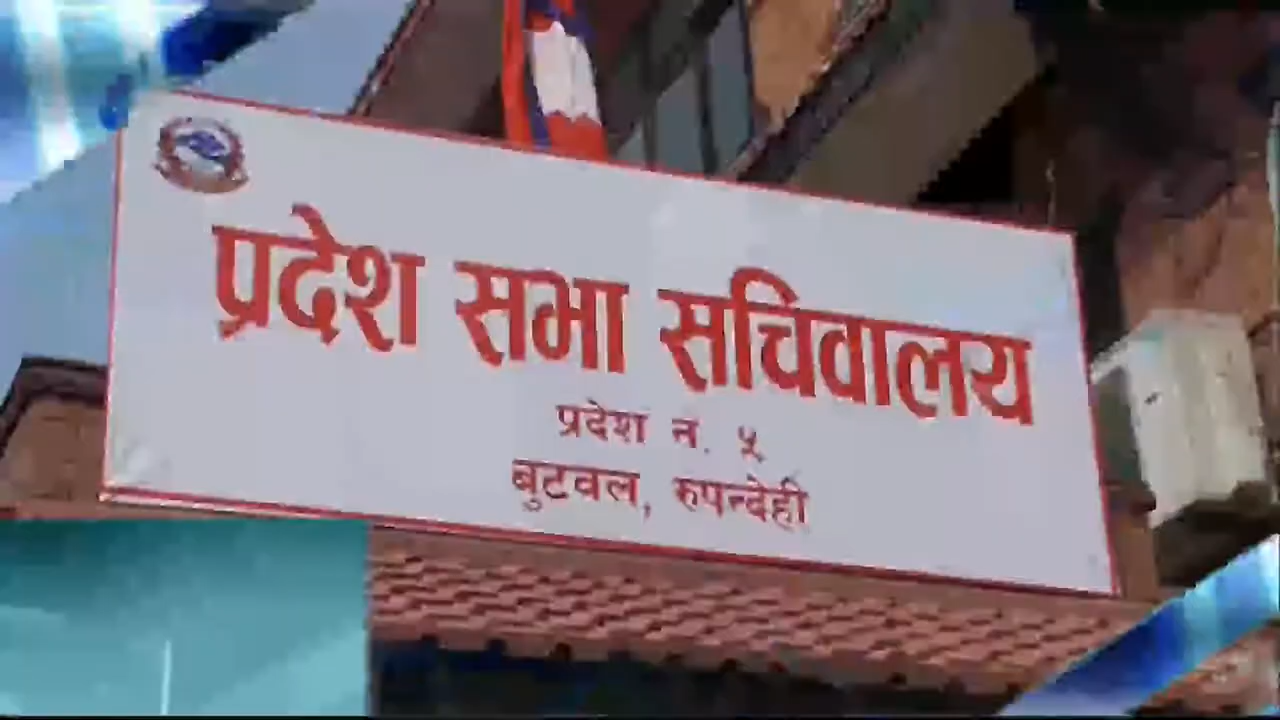 प्रदेश सभा सचिवालय
प्रदेश न. ५
बुटवल, रुपन्देही